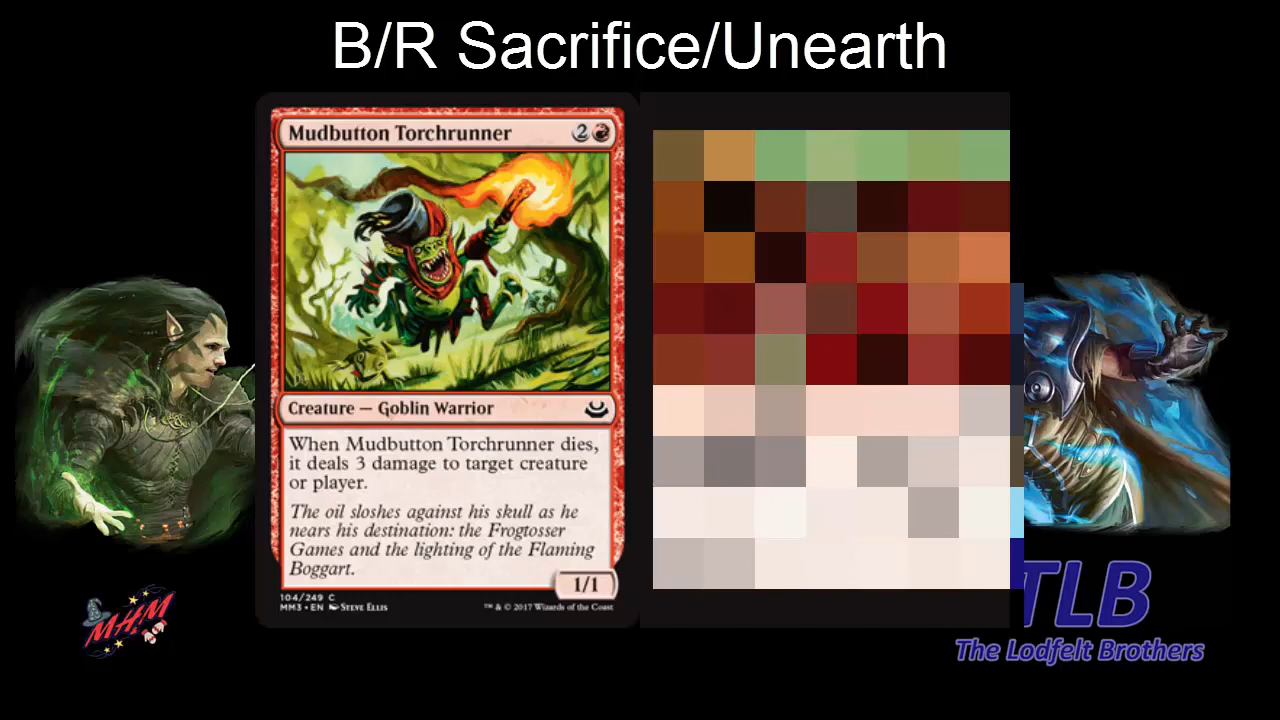 B/R Sacrifice/Unearth
Mudbutton Torchrunner 2
Creature — Goblin Warrior
When Mudbutton Torchrunner dies,
it deals 3 damage to target creature
or player.
The oil sloshes against his skull as he
nears his destination: the Frogtosser
Games and the lighting of the Flaming
Boggart.
1/1
104/249 C
MM3 • EN Steve Ellis
™ & © 2017 Wizards of the Coast
MHM
TLB
The Lodfelt Brothers